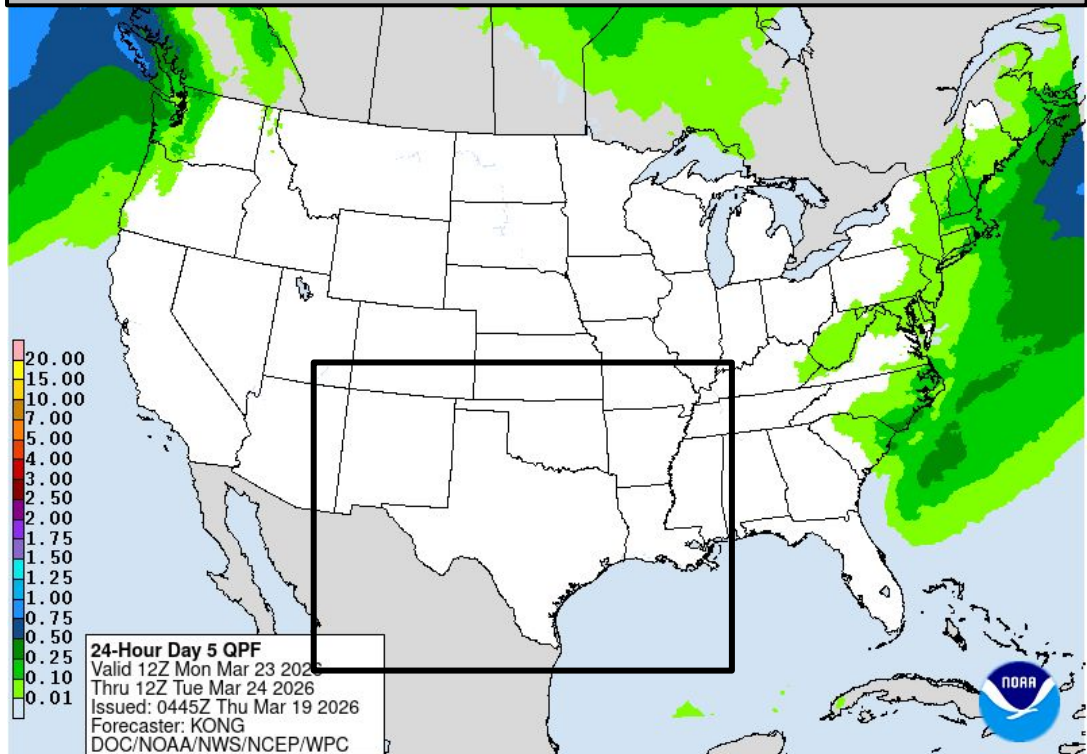 20.00
15.00
10.00
7.00
5.00
4.00
3.00
2.50
2.00
1.75
1.50
1.25
1.00
0.75
0.50
0.25
0.10
0.01
24-Hour Day 5 QPF
Valid 12Z Mon Mar 23 2026
Thru 12Z Tue Mar 24 2026
Issued: 0445Z Thu Mar 19 2026
Forecaster: KONG
DOC/NOAA/NWS/NCEP/WPC
NOAA